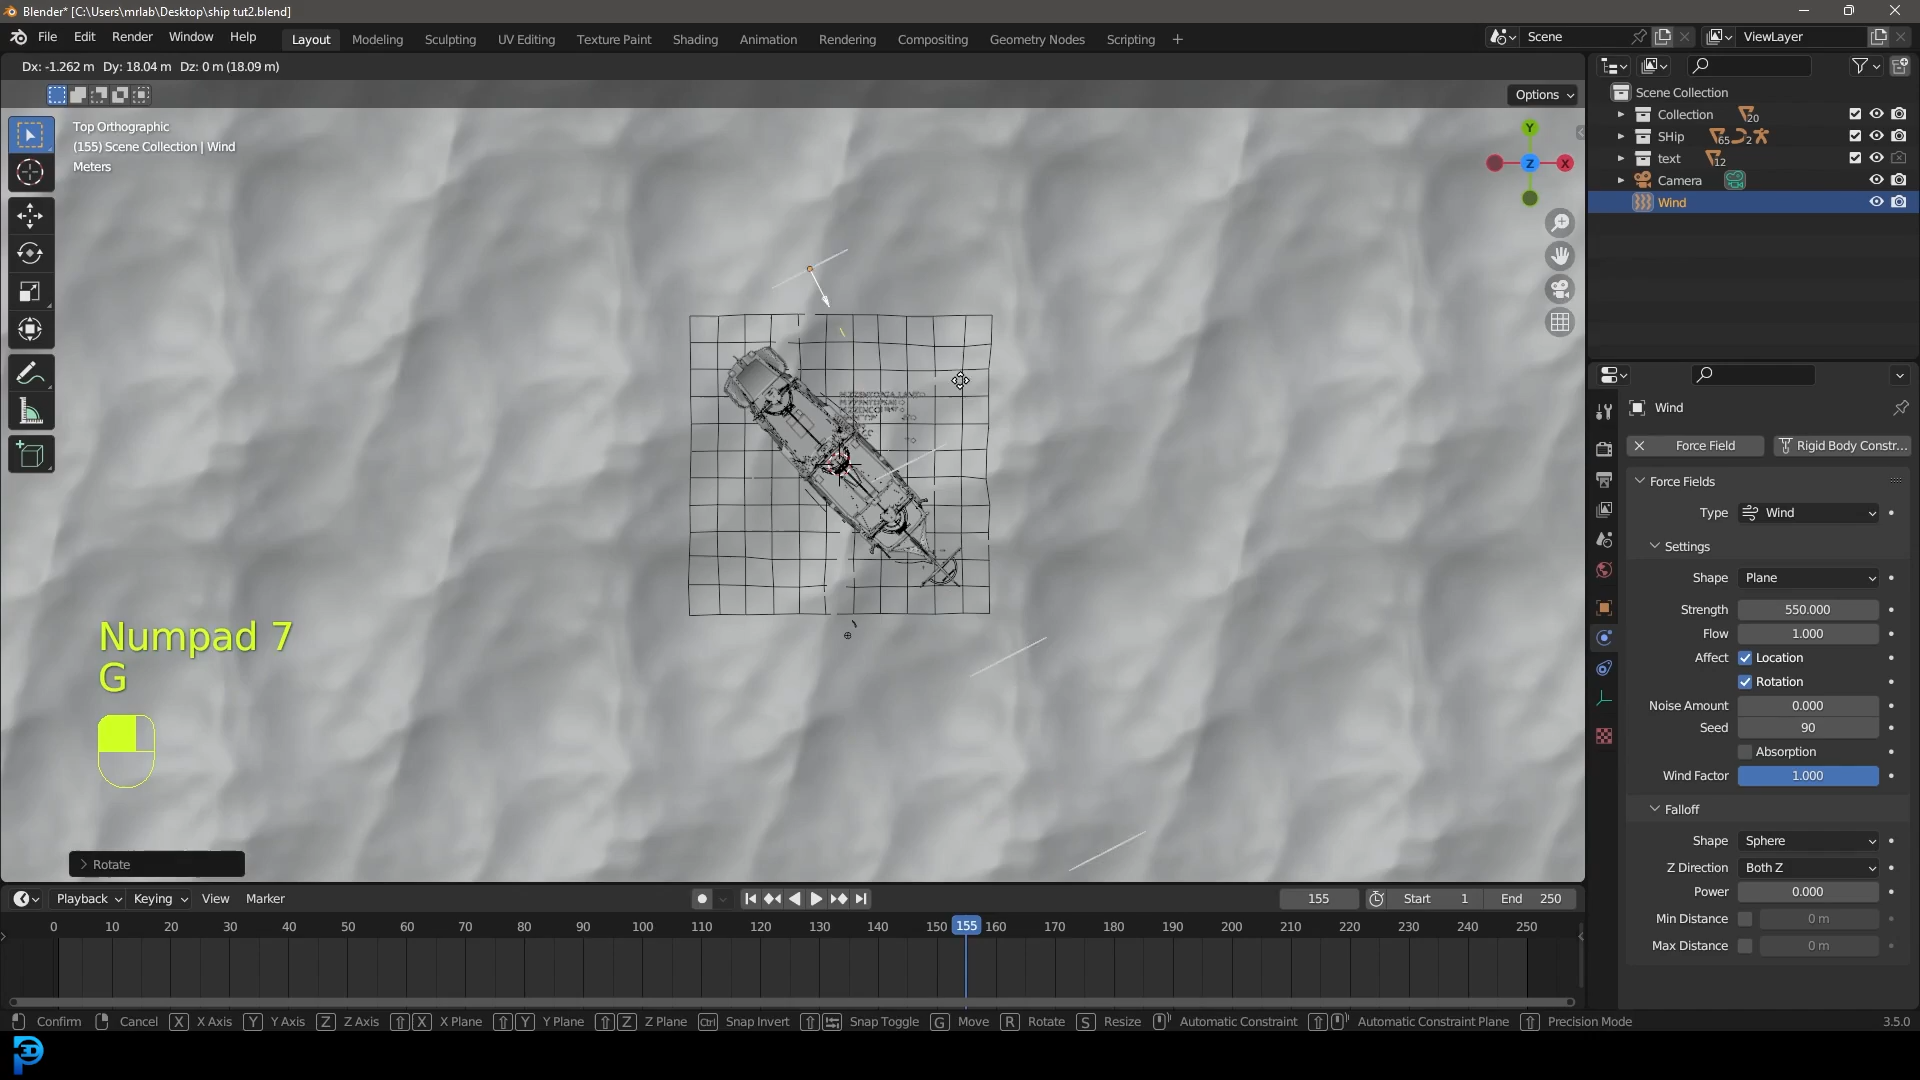 Blender* [C:\Users\mrlab\Desktop\ship tut2.blend]
File Edit Render Window Help Layout Modeling Sculpting UV Editing Texture Paint Shading Animation Rendering Compositing Geometry Nodes Scripting + Scene ViewLayer
Dx: -1.262 m Dy: 18.04 m Dz: 0 m (18.09 m)
Options
Top Orthographic
(155) Scene Collection | Wind
Meters
Y
Z
X
Numpad 7
G
Rotate
Scene Collection
Collection 20
SHip 65 2
text 12
Camera
Wind
Wind
Force Field Rigid Body Constr...
Force Fields
Type Wind
Settings
Shape Plane
Strength 550.000
Flow 1.000
Affect Location
Rotation
Noise Amount 0.000
Seed 90
Absorption
Wind Factor 1.000
Falloff
Shape Sphere
Z Direction Both Z
Power 0.000
Min Distance 0 m
Max Distance 0 m
Playback Keying View Marker 155 Start 1 End 250
0 10 20 30 40 50 60 70 80 90 100 110 120 130 140 150 155 160 170 180 190 200 210 220 230 240 250
Confirm Cancel X X Axis Y Y Axis Z Z Axis X X Plane Y Y Plane Z Z Plane Ctrl Snap Invert Snap Toggle G Move R Rotate S Resize Automatic Constraint Automatic Constraint Plane Precision Mode 3.5.0